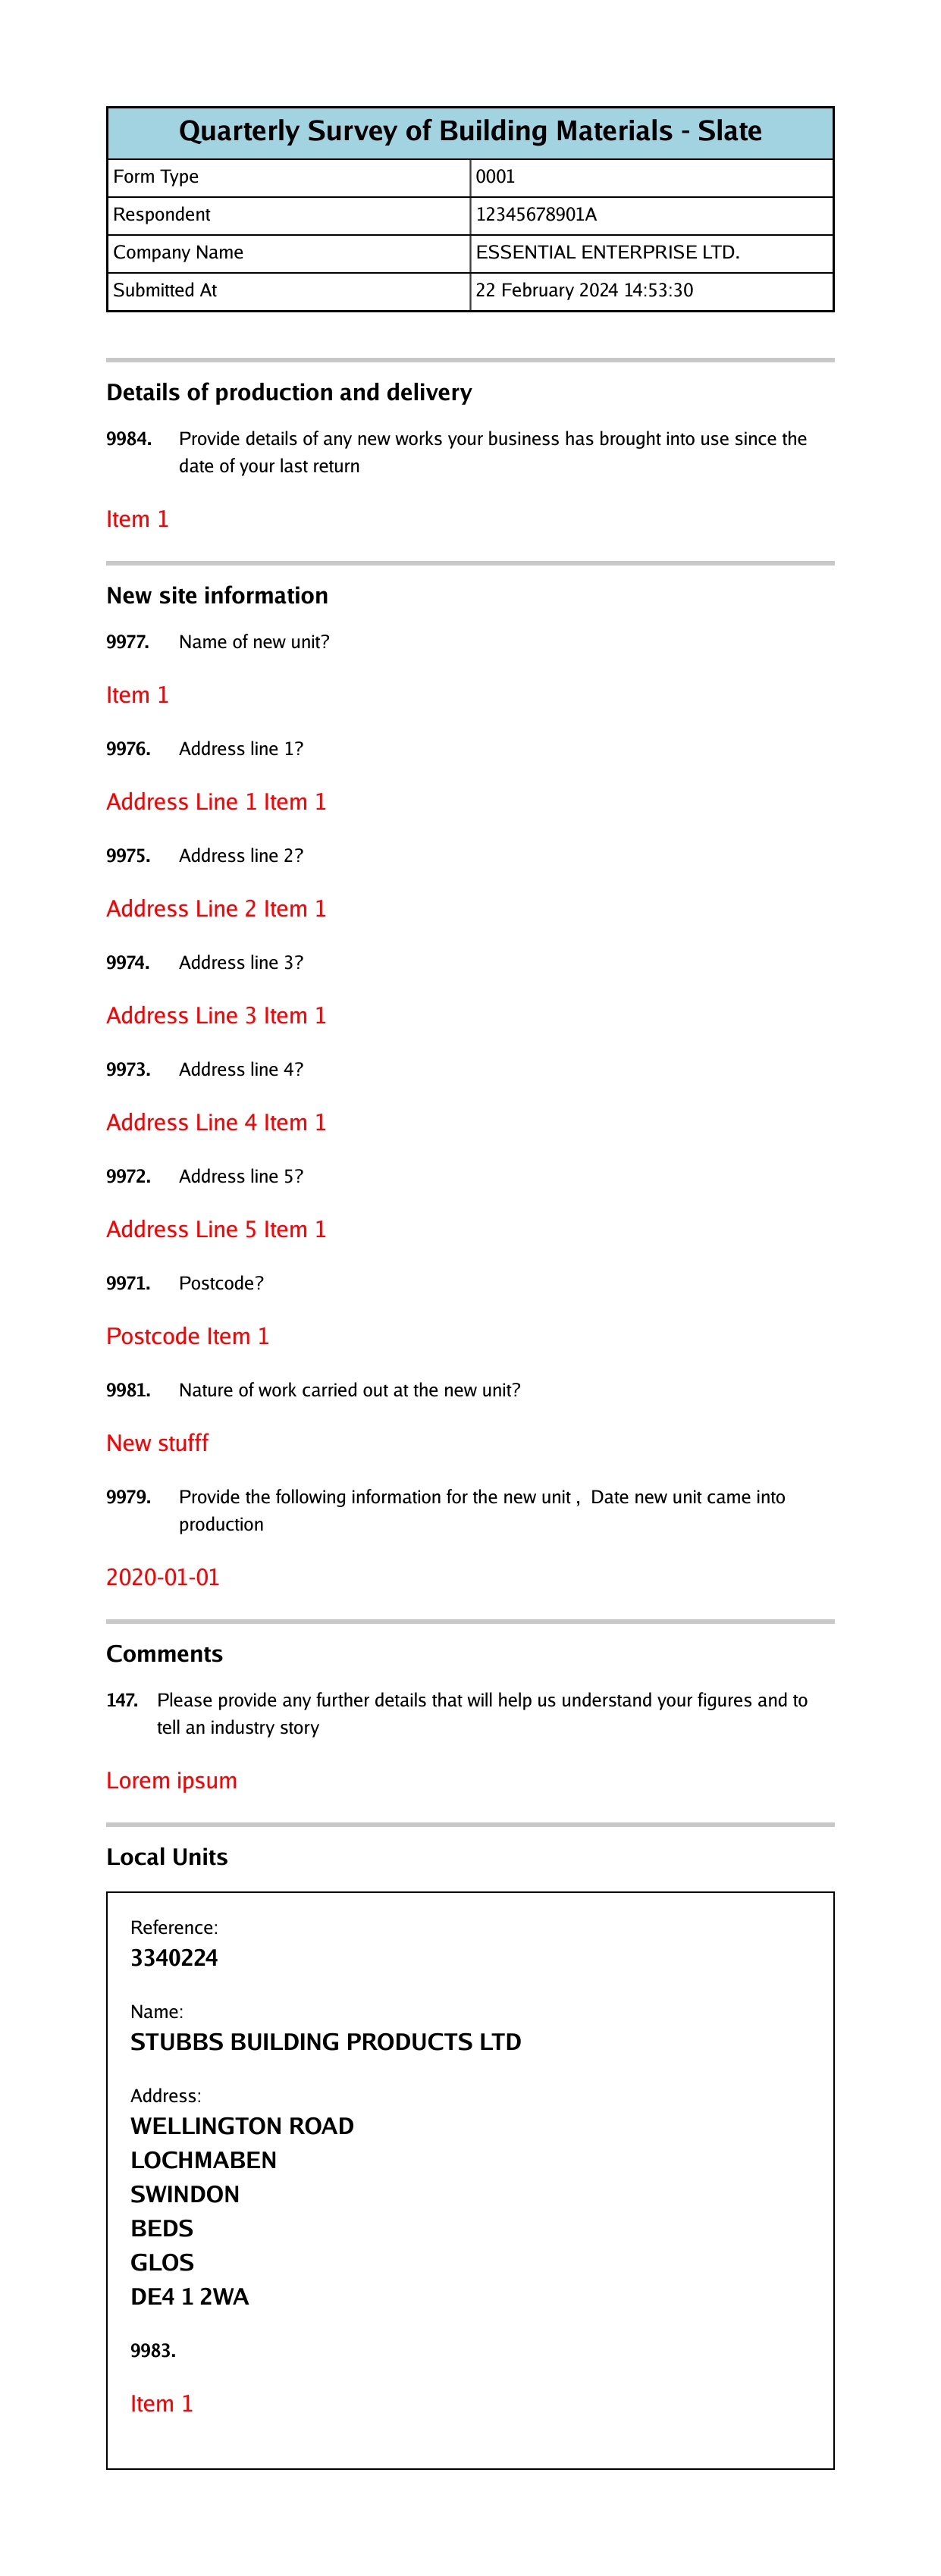 Quarterly Survey of Building Materials - Slate
Form Type 0001
Respondent 12345678901A
Company Name ESSENTIAL ENTERPRISE LTD.
Submitted At 22 February 2024 14:53:30
Details of production and delivery
9984. Provide details of any new works your business has brought into use since the
date of your last return
Item 1
New site information
9977. Name of new unit?
Item 1
9976. Address line 1?
Address Line 1 Item 1
9975. Address line 2?
Address Line 2 Item 1
9974. Address line 3?
Address Line 3 Item 1
9973. Address line 4?
Address Line 4 Item 1
9972. Address line 5?
Address Line 5 Item 1
9971. Postcode?
Postcode Item 1
9981. Nature of work carried out at the new unit?
New stufff
9979. Provide the following information for the new unit , Date new unit came into
production
2020-01-01
Comments
147. Please provide any further details that will help us understand your figures and to
tell an industry story
Lorem ipsum
Local Units
Reference:
3340224
Name:
STUBBS BUILDING PRODUCTS LTD
Address:
WELLINGTON ROAD
LOCHMABEN
SWINDON
BEDS
GLOS
DE4 1 2WA
9983.
Item 1